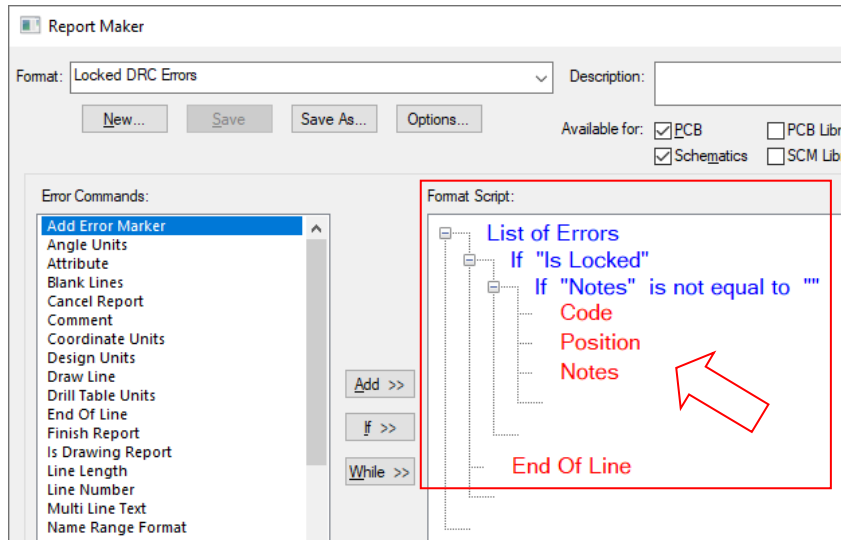 Report Maker
Format: Locked DRC Errors
Description:
New... Save Save As... Options...
Available for: PCB PCB Libr
Schematics SCM Libr
Error Commands:
Format Script:
Add Error Marker
Angle Units
Attribute
Blank Lines
Cancel Report
Comment
Coordinate Units
Design Units
Draw Line
Drill Table Units
End Of Line
Finish Report
Is Drawing Report
Line Length
Line Number
Multi Line Text
Name Range Format
Add >>
If >>
While >>
List of Errors
If "Is Locked"
If "Notes" is not equal to ""
Code
Position
Notes
End Of Line